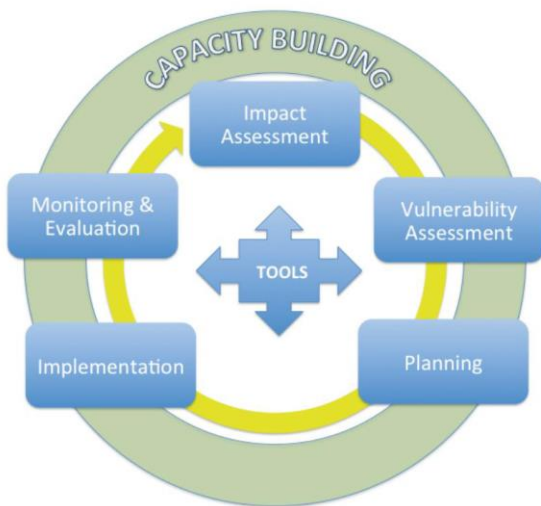 CAPACITY BUILDING
Impact
Assessment
Monitoring &
Evaluation
Vulnerability
Assessment
TOOLS
Implementation
Planning